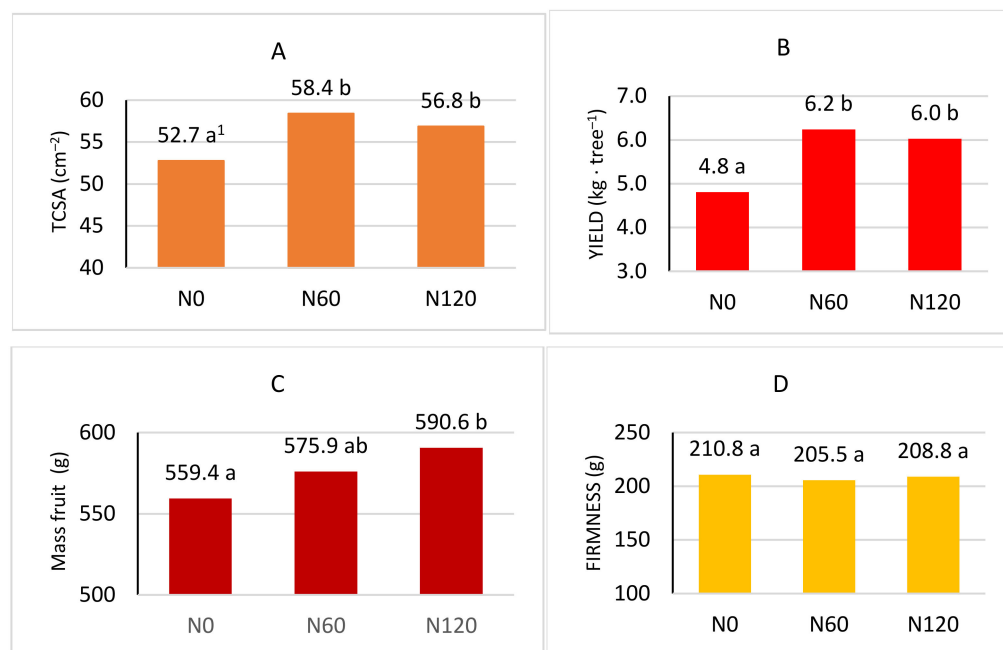 A
TCSA (cm⁻²)
60
55
50
45
40
52.7 a¹
58.4 b
56.8 b
N0
N60
N120
B
YIELD (kg · tree⁻¹)
7.0
6.0
5.0
4.0
3.0
4.8 a
6.2 b
6.0 b
N0
N60
N120
C
Mass fruit (g)
600
550
500
559.4 a
575.9 ab
590.6 b
N0
N60
N120
D
FIRMNESS (g)
250
200
150
100
210.8 a
205.5 a
208.8 a
N0
N60
N120